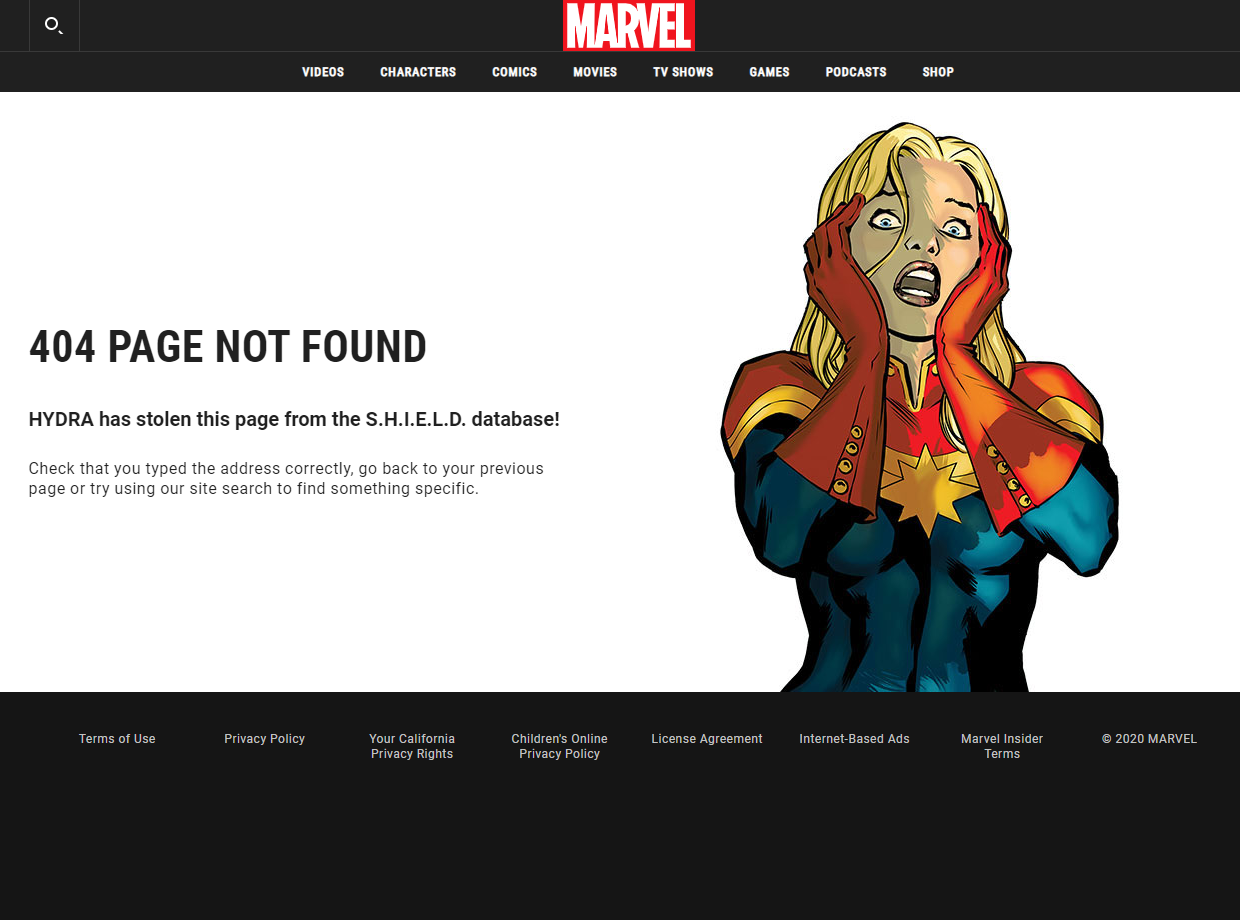 MARVEL
VIDEOS CHARACTERS COMICS MOVIES TV SHOWS GAMES PODCASTS SHOP
404 PAGE NOT FOUND
HYDRA has stolen this page from the S.H.I.E.L.D. database!
Check that you typed the address correctly, go back to your previous
page or try using our site search to find something specific.
Terms of Use
Privacy Policy
Your California
Privacy Rights
Children's Online
Privacy Policy
License Agreement
Internet-Based Ads
Marvel Insider
Terms
© 2020 MARVEL